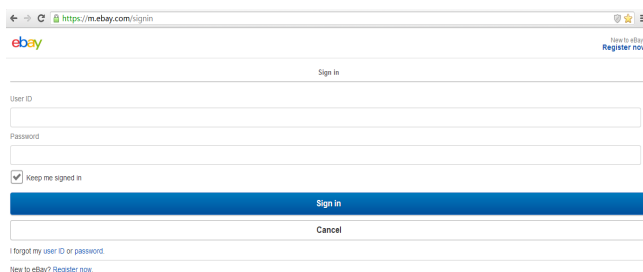 https://m.ebay.com/signin
ebay
New to eBay
Register now
Sign in
User ID
Password
Keep me signed in
Sign in
Cancel
I forgot my user ID or password.
New to eBay? Register now.